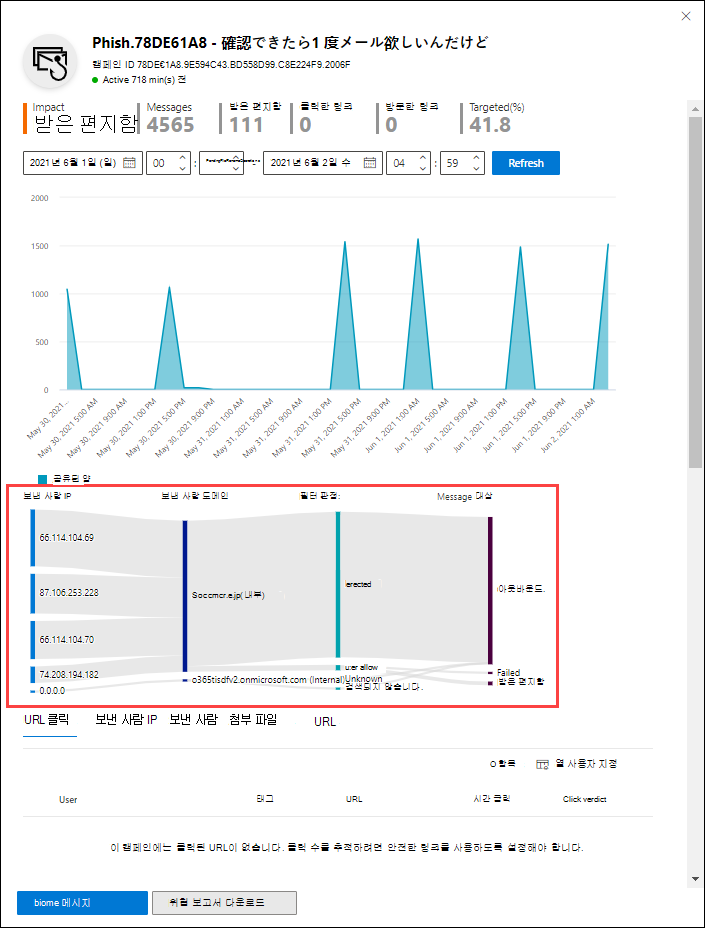 Phish.78DE61A8 - 確認できたら1 度メール欲しいんだけど
캠페인 ID 78DE€1A8.9E594C43.BD558D99.C8E224F9.2006F
Active 718 min(s) 전
Impact
받은 편지함
Messages
4565
받은 편지함
111
클릭한 링크
0
방문한 링크
0
Targeted(%)
41.8
2021년 6월 1일 (일) 00 : 2021년 6월 2일 수 04 : 59 Refresh
2000
1500
1000
500
0
May 30, 2021...
May 30, 2021 5:00 AM
May 30, 2021 9:00 AM
May 30, 2021 1:00 PM
May 30, 2021 5:00 PM
May 30, 2021 9:00 PM
May 31, 2021 1:00 AM
May 31, 2021 5:00 AM
May 31, 2021 9:00 AM
May 31, 2021 1:00 PM
May 31, 2021 5:00 PM
May 31, 2021 9:00 PM
Jun 1, 2021 1:00 AM
Jun 1, 2021 5:00 AM
Jun 1, 2021 9:00 AM
Jun 1, 2021 1:00 PM
Jun 1, 2021 5:00 PM
Jun 1, 2021 9:00 PM
Jun 2, 2021 1:00 AM
공유된 양
보낸 사람 IP 보낸 사람 도메인 필터 판정: Message 대상
66.114.104.69
87.106.253.228
66.114.104.70
74.208.194.182
0.0.0.0
Soccmcr.e.jp(내부)
o365tisdfv2.onmicrosoft.com (Internal)
erected
user allow
Unknown
검색되지 않습니다.
아웃바운드.
Failed
받은 편지함
URL 클릭 보낸 사람 IP 보낸 사람 첨부 파일 URL
0 항목 열 사용자 지정
User 태그 URL 시간 클릭 Click verdict
이 캠페인에는 클릭된 URL이 없습니다. 클릭 수를 추적하려면 안전한 링크를 사용하도록 설정해야 합니다.
biome 메시지 위협 보고서 다운로드